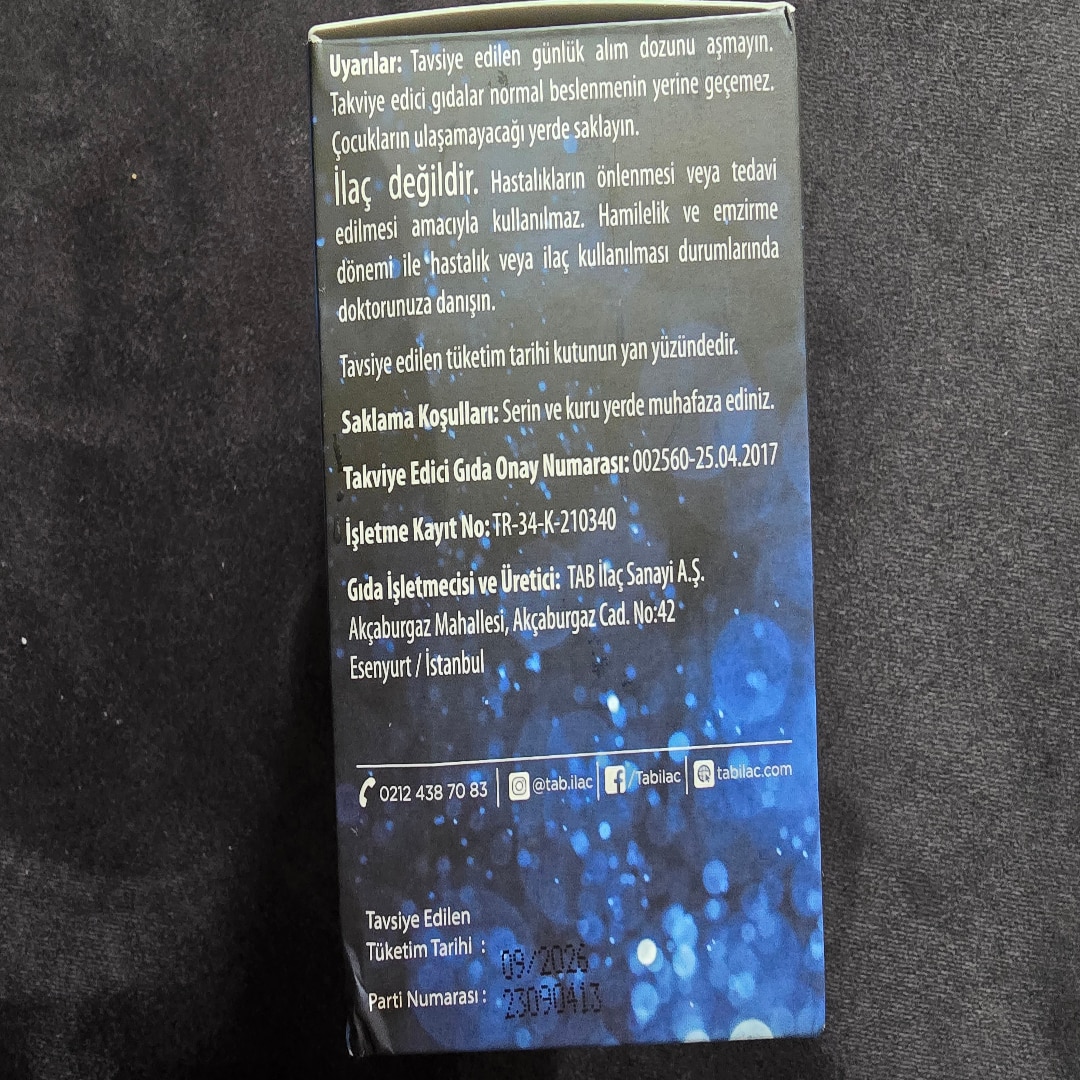 Uyarılar: Tavsiye edilen günlük alım dozunu aşmayın.
Takviye edici gıdalar normal beslenmenin yerine geçemez.
Çocukların ulaşamayacağı yerde saklayın.
İlaç değildir. Hastalıkların önlenmesi veya tedavi
edilmesi amacıyla kullanılmaz. Hamilelik ve emzirme
dönemi ile hastalık veya ilaç kullanılması durumlarında
doktorunuza danışın.
Tavsiye edilen tüketim tarihi kutunun yan yüzündedir.
Saklama Koşulları: Serin ve kuru yerde muhafaza ediniz.
Takviye Edici Gıda Onay Numarası: 002560-25.04.2017
İşletme Kayıt No: TR-34-K-210340
Gıda İşletmecisi ve Üretici: TAB İlaç Sanayi A.Ş.
Akçaburgaz Mahallesi, Akçaburgaz Cad. No:42
Esenyurt / İstanbul
0212 438 70 83 | @tab.ilac | /Tabilac | tabilac.com
Tavsiye Edilen
Tüketim Tarihi : 09/2026
Parti Numarası : 23090413